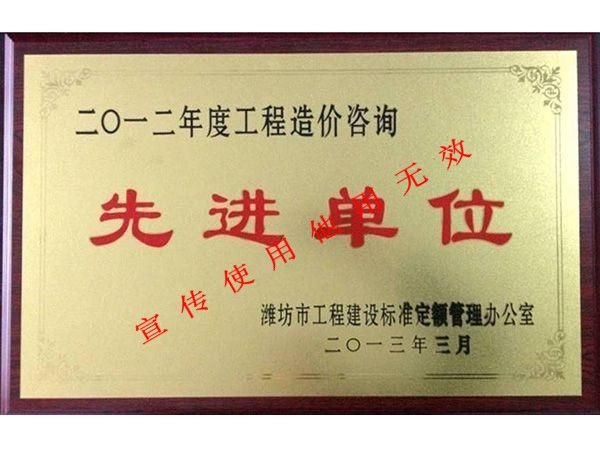 二〇一二年度工程造价咨询
先进单位
潍坊市工程建设标准定额管理办公室
二〇一三年三月
宣传使用他用无效